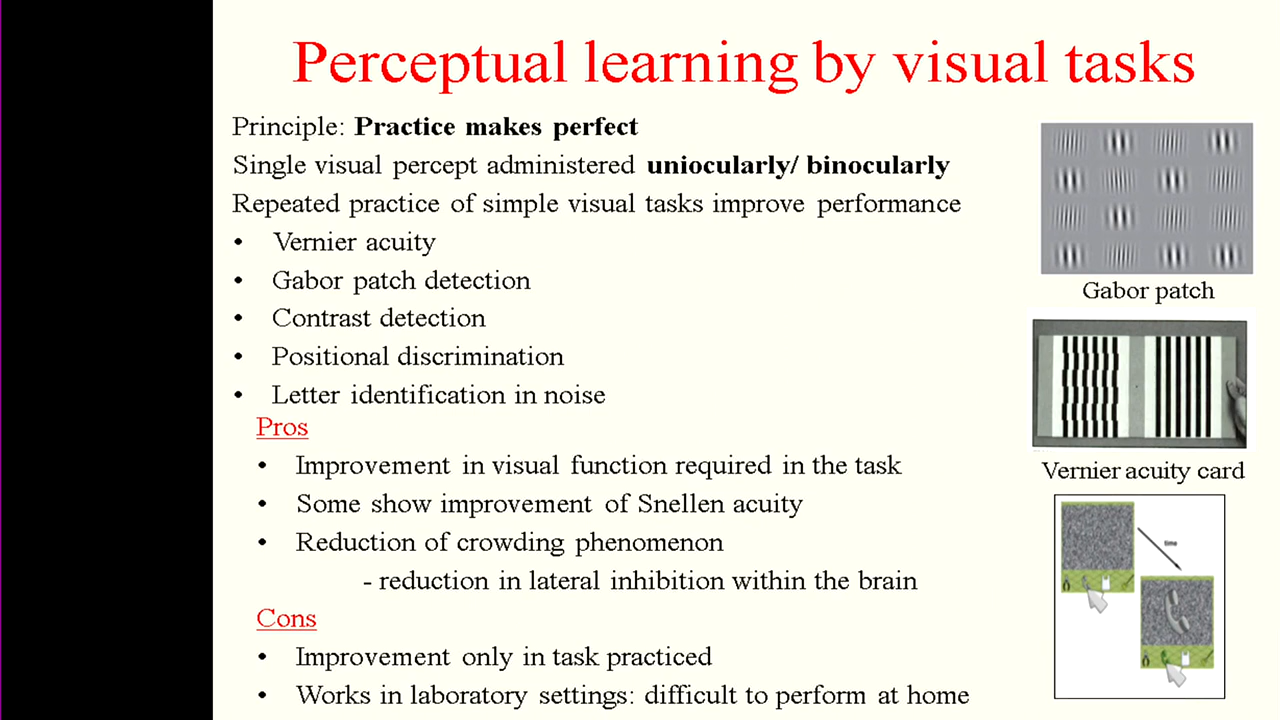 Perceptual learning by visual tasks
Principle: Practice makes perfect
Single visual percept administered uniocularly/ binocularly
Repeated practice of simple visual tasks improve performance
• Vernier acuity
• Gabor patch detection
• Contrast detection
• Positional discrimination
• Letter identification in noise
Pros
• Improvement in visual function required in the task
• Some show improvement of Snellen acuity
• Reduction of crowding phenomenon
- reduction in lateral inhibition within the brain
Cons
• Improvement only in task practiced
• Works in laboratory settings: difficult to perform at home
Gabor patch
Vernier acuity card
time